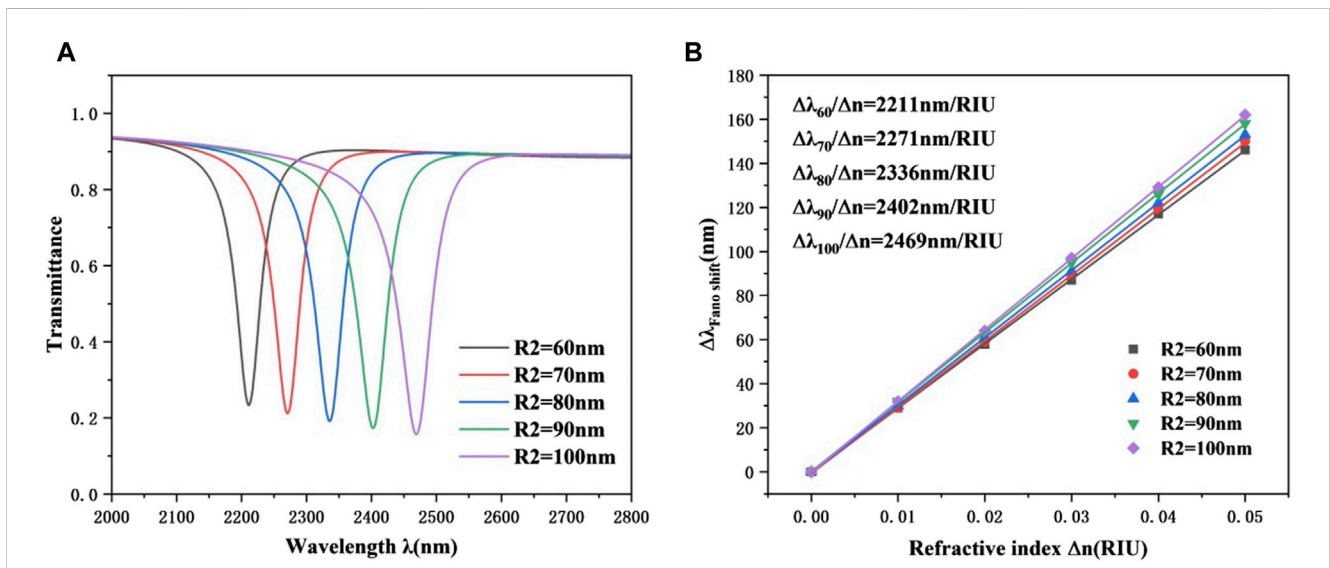 A
Transmittance
1. 0
0. 8
0. 6
0. 4
0. 2
0. 0
2000 2100 2200 2300 2400 2500 2600 2700 2800
Wavelength λ(nm)
R2=60nm
R2=70nm
R2=80nm
R2=90nm
R2=100nm
B
Δλ60/Δn=2211nm/RIU
Δλ70/Δn=2271nm/RIU
Δλ80/Δn=2336nm/RIU
Δλ90/Δn=2402nm/RIU
Δλ100/Δn=2469nm/RIU
ΔλFano shift(nm)
180
160
140
120
100
80
60
40
20
0
0. 00 0. 01 0. 02 0. 03 0. 04 0. 05
Refractive index Δn(RIU)
R2=60nm
R2=70nm
R2=80nm
R2=90nm
R2=100nm